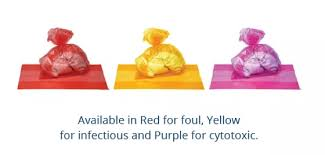 Available in Red for foul, Yellow
for infectious and Purple for cytotoxic.